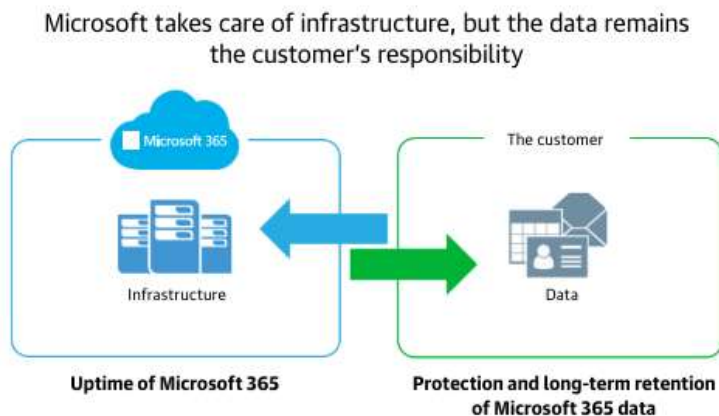 Microsoft takes care of infrastructure, but the data remains
the customer's responsibility
Microsoft 365
The customer
Infrastructure
Data
Uptime of Microsoft 365
Protection and long-term retention
of Microsoft 365 data